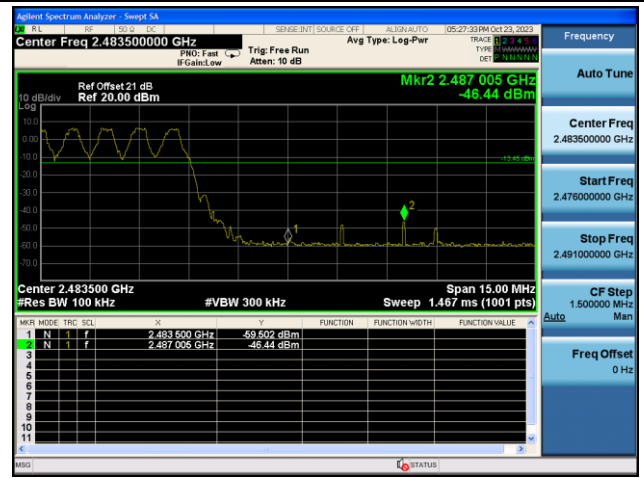 Agilent Spectrum Analyzer - Swept SA
RL RF 50 Ω DC SENSE:INT SOURCE OFF ALIGN AUTO 05:27:33 PM Oct 23, 2023
Center Freq 2.483500000 GHz
PNO: Fast
IFGain:Low
Trig: Free Run
Atten: 10 dB
Avg Type: Log-Pwr
TRACE 1 2 3 4 5 6
TYPE M
DET P N N N N N
Ref Offset 21 dB
10 dB/div Ref 20.00 dBm
Log
Mkr2 2.487 005 GHz
-46.44 dBm
10.0
0.00
-10.0
-20.0
-30.0
-40.0
-50.0
-60.0
-70.0
-13.45 dBm
1
2
Center 2.483500 GHz Span 15.00 MHz
#Res BW 100 kHz #VBW 300 kHz Sweep 1.467 ms (1001 pts)
MKR MODE TRC SCL X Y FUNCTION FUNCTION WIDTH FUNCTION VALUE
1 N 1 f 2.483 500 GHz -59.502 dBm
2 N 1 f 2.487 005 GHz -46.44 dBm
3
4
5
6
7
8
9
10
11
MSG STATUS
Frequency
Auto Tune
Center Freq
2.483500000 GHz
Start Freq
2.476000000 GHz
Stop Freq
2.491000000 GHz
CF Step
1.500000 MHz
Auto Man
Freq Offset
0 Hz